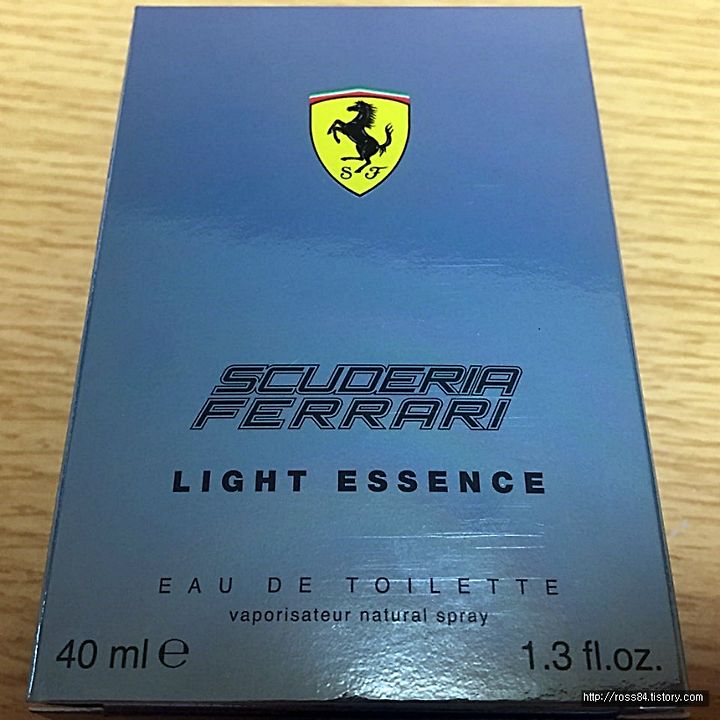 S F
SCUDERIA
FERRARI
LIGHT ESSENCE
EAU DE TOILETTE
vaporisateur natural spray
40 ml ℮ 1.3 fl.oz.
http://ross84.tistory.com